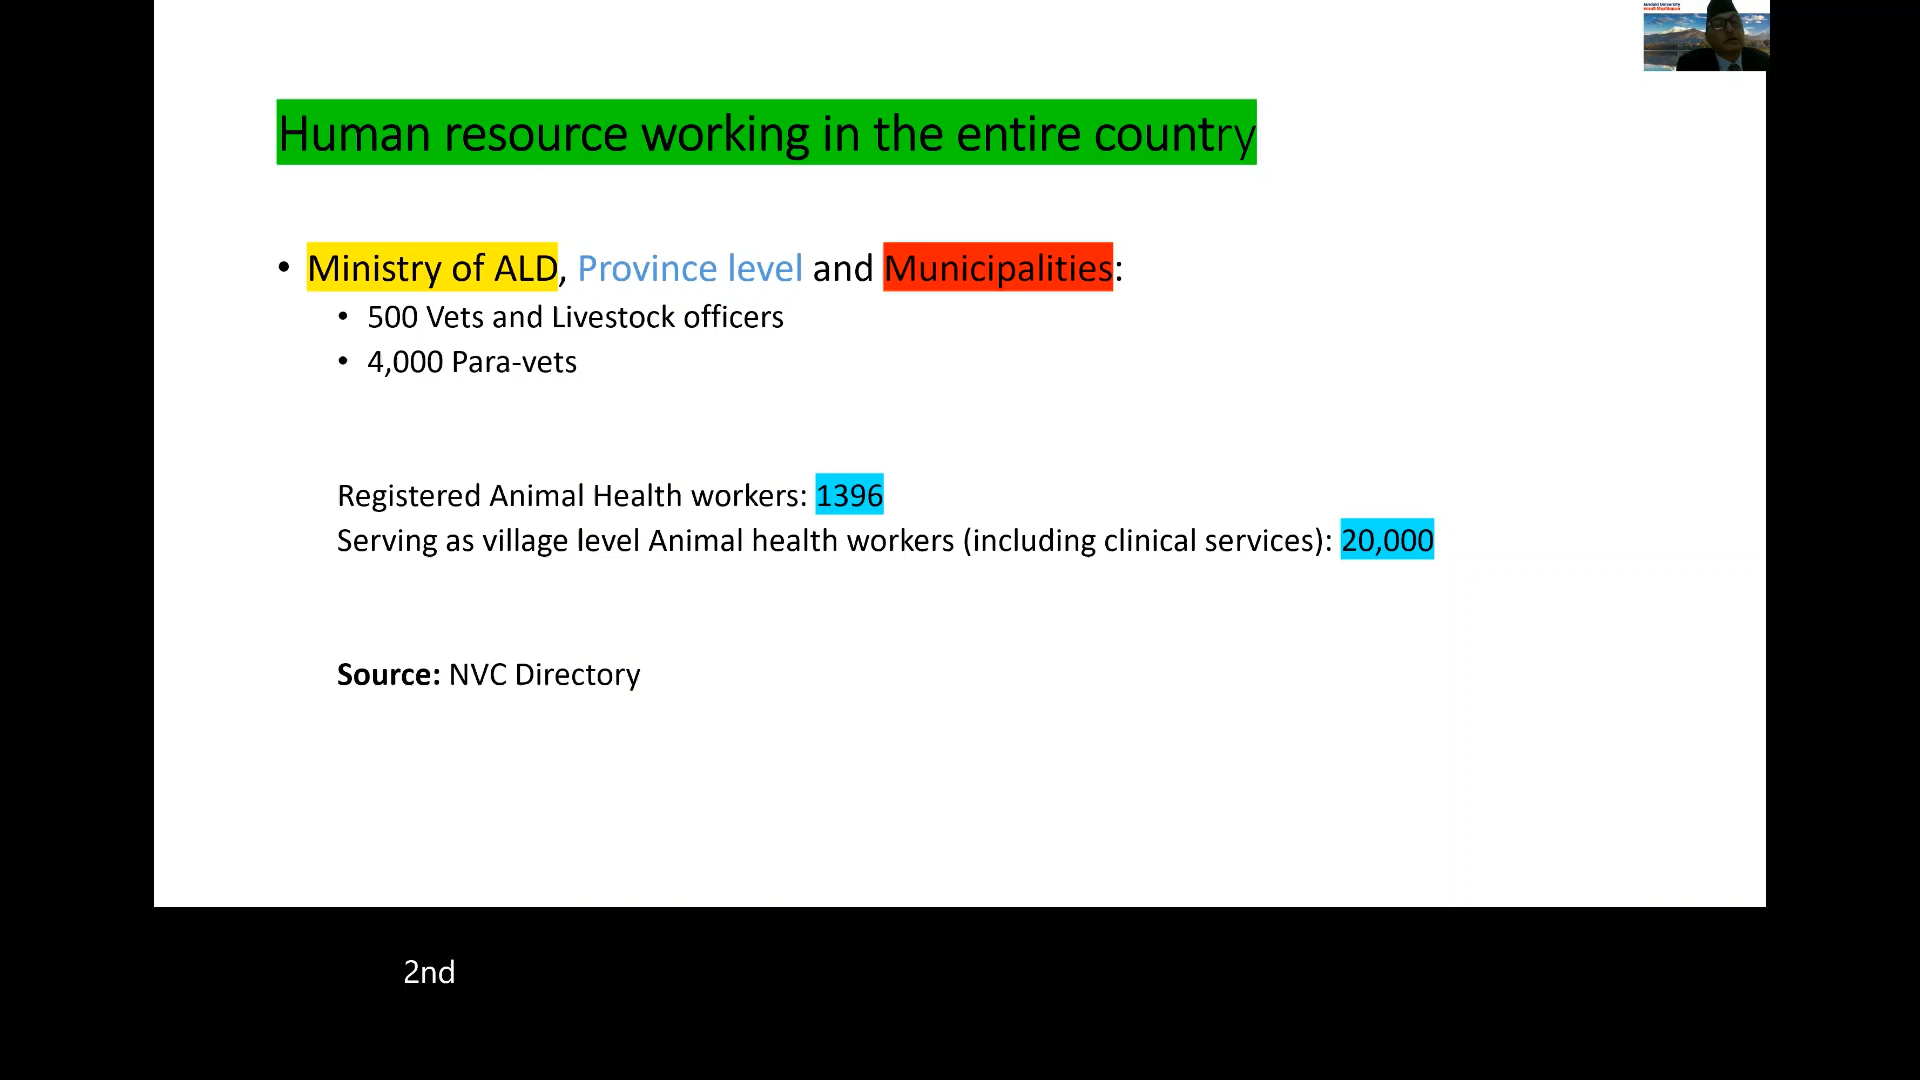 Human resource working in the entire country
• Ministry of ALD, Province level and Municipalities:
• 500 Vets and Livestock officers
• 4,000 Para-vets
Registered Animal Health workers: 1396
Serving as village level Animal health workers (including clinical services): 20,000
Source: NVC Directory
2nd